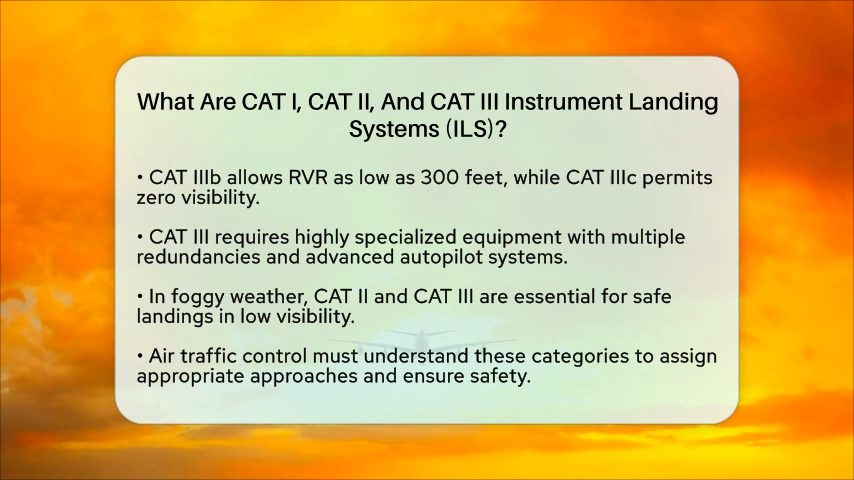 What Are CAT I, CAT II, And CAT III Instrument Landing
Systems (ILS)?
• CAT IIIb allows RVR as low as 300 feet, while CAT IIIc permits
zero visibility.
• CAT III requires highly specialized equipment with multiple
redundancies and advanced autopilot systems.
• In foggy weather, CAT II and CAT III are essential for safe
landings in low visibility.
• Air traffic control must understand these categories to assign
appropriate approaches and ensure safety.